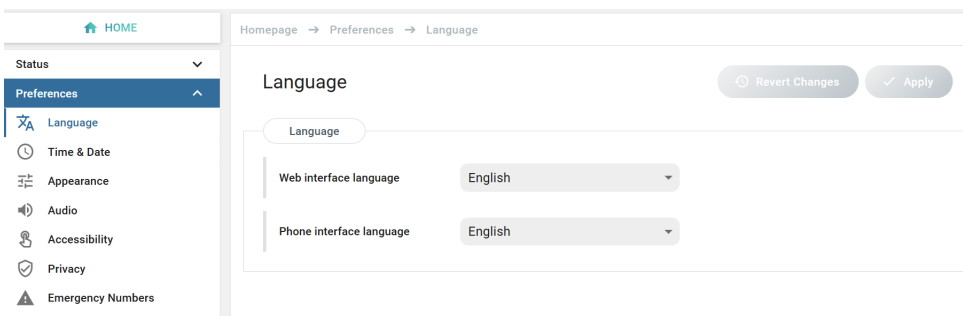 HOME
Homepage → Preferences → Language
Status
Preferences
Language
Time & Date
Appearance
Audio
Accessibility
Privacy
Emergency Numbers
Language
Revert Changes
Apply
Language
Web interface language
English
Phone interface language
English